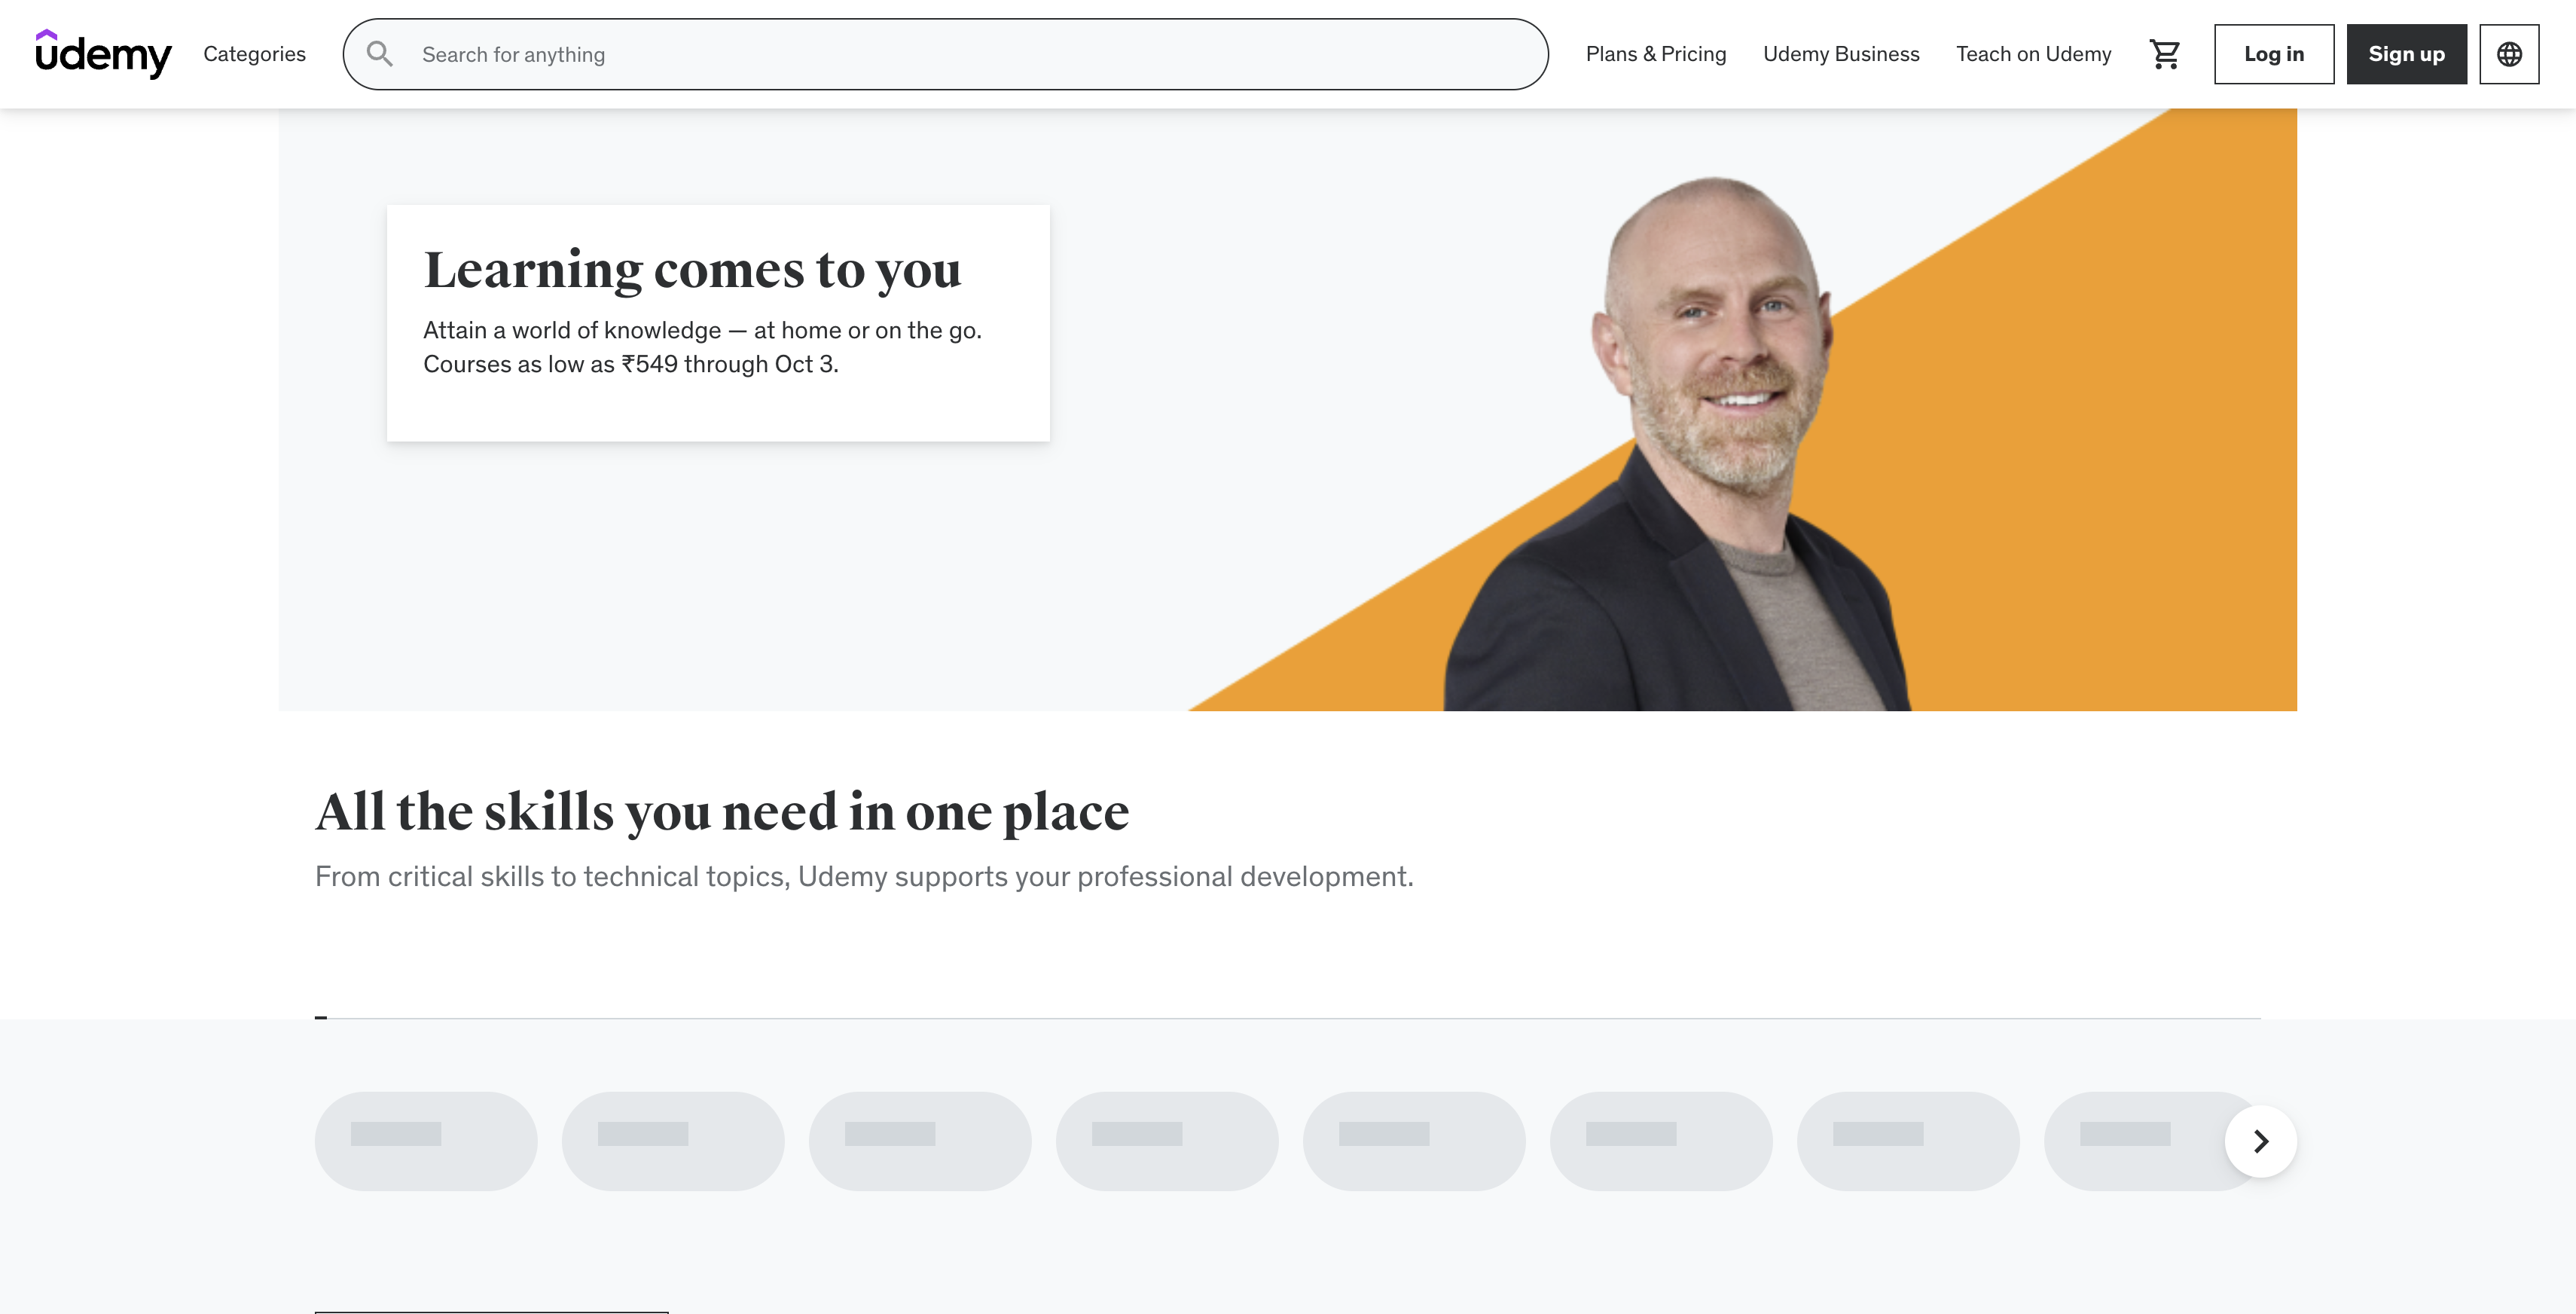 udemy
Categories
Search for anything
Plans & Pricing
Udemy Business
Teach on Udemy
Log in
Sign up
Learning comes to you
Attain a world of knowledge — at home or on the go.
Courses as low as ₹549 through Oct 3.
All the skills you need in one place
From critical skills to technical topics, Udemy supports your professional development.